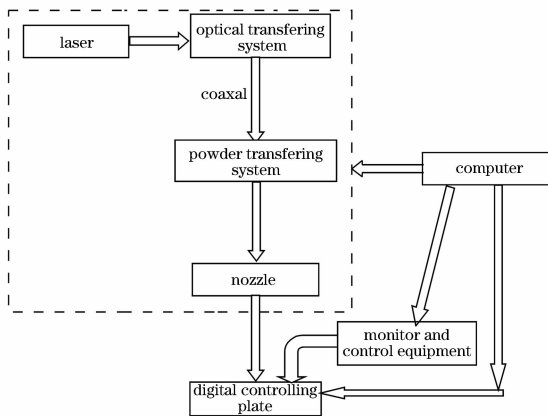 laser
optical transfering
system
coaxal
powder transfering
system
computer
nozzle
monitor and
control equipment
digital controlling
plate